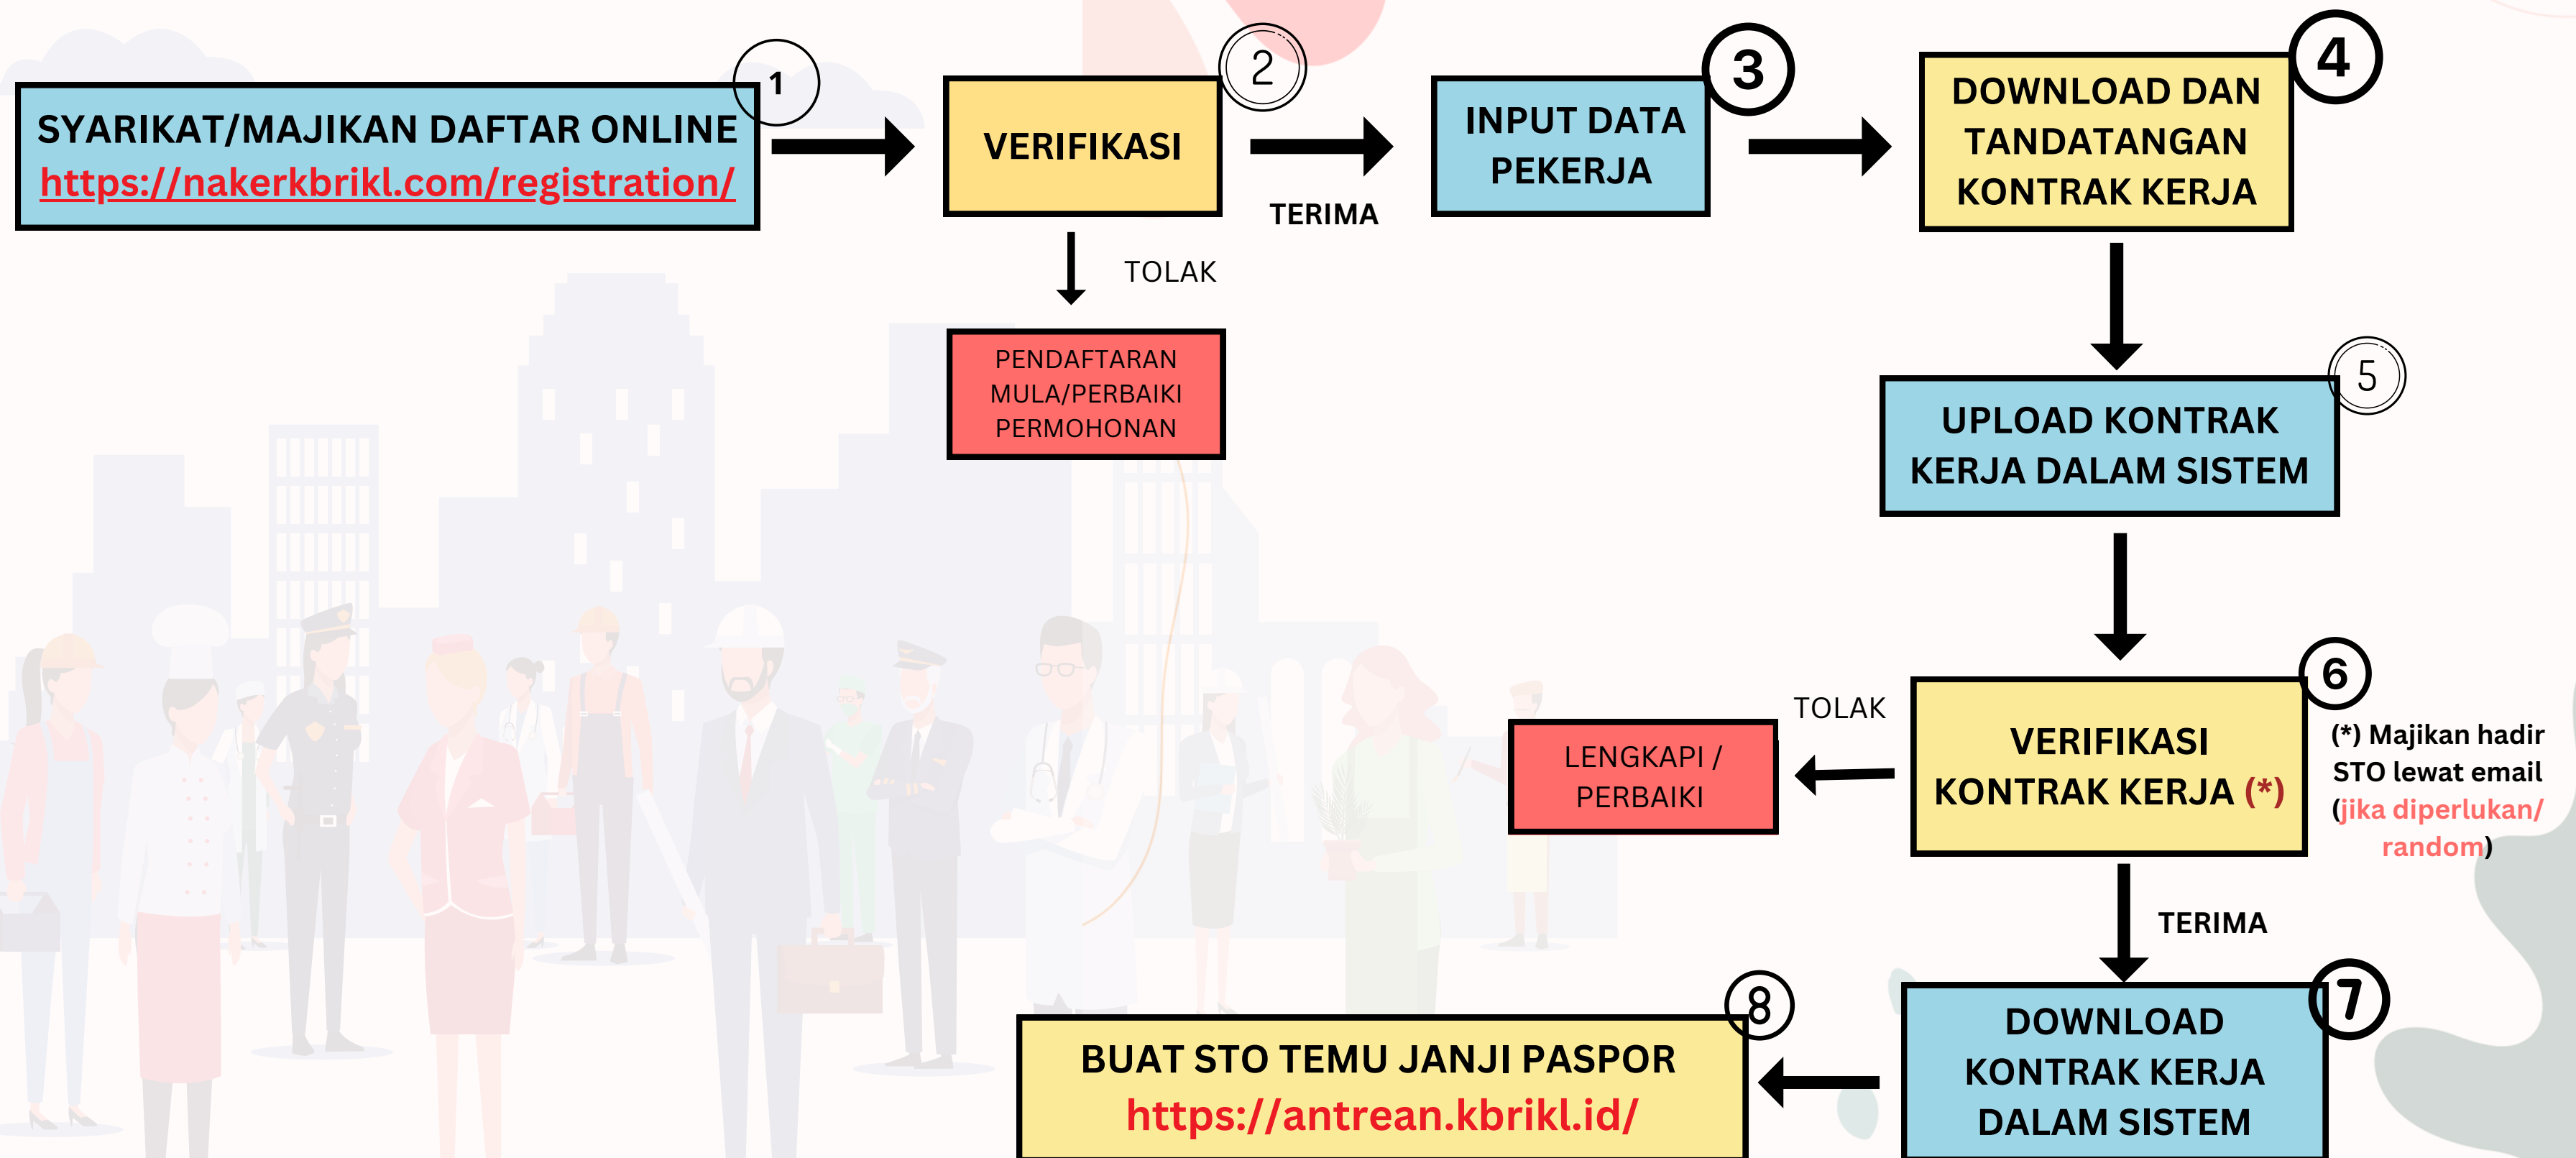 1
SYARIKAT/MAJIKAN DAFTAR ONLINE
https://nakerkbrikl.com/registration/
2
VERIFIKASI
TERIMA
TOLAK
PENDAFTARAN
MULA/PERBAIKI
PERMOHONAN
3
INPUT DATA
PEKERJA
4
DOWNLOAD DAN
TANDATANGAN
KONTRAK KERJA
5
UPLOAD KONTRAK
KERJA DALAM SISTEM
6
VERIFIKASI
KONTRAK KERJA (*)
(*) Majikan hadir
STO lewat email
(jika diperlukan/
random)
TOLAK
LENGKAPI /
PERBAIKI
TERIMA
7
DOWNLOAD
KONTRAK KERJA
DALAM SISTEM
8
BUAT STO TEMU JANJI PASPOR
https://antrean.kbrikl.id/